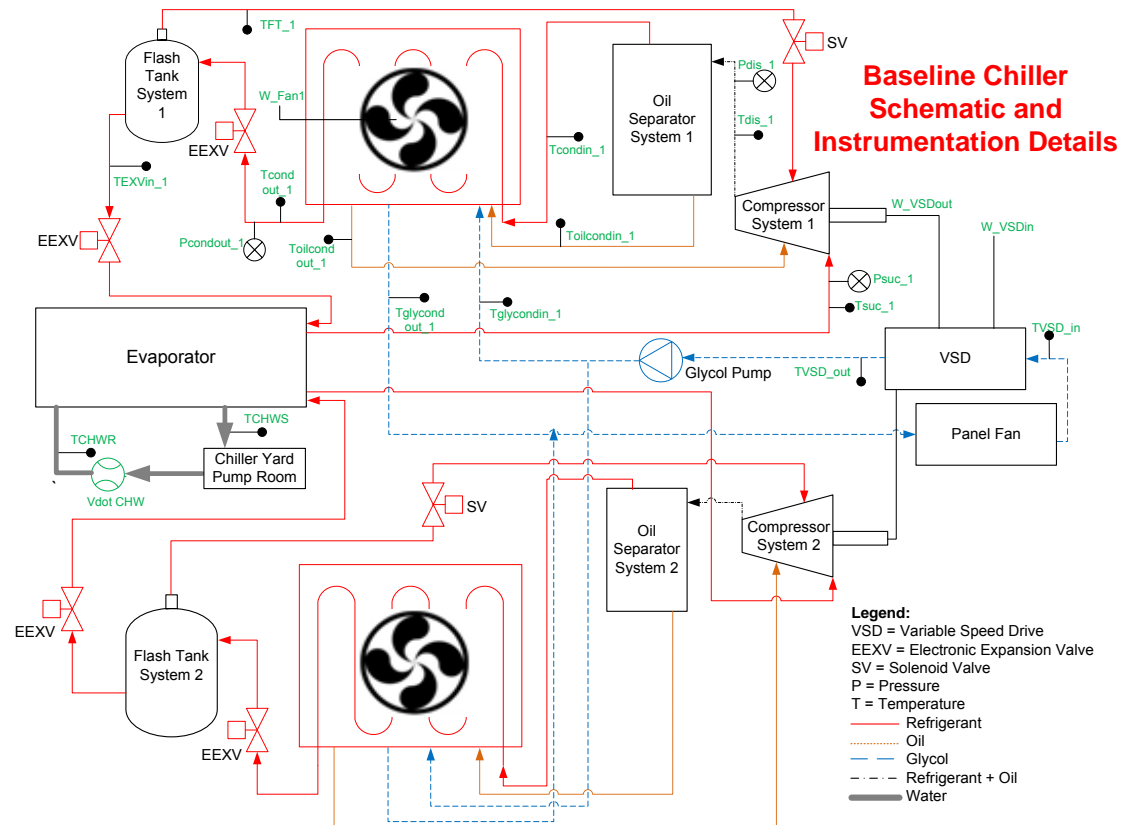 TFT_1
SV
Flash
Tank
System
1
W_Fan1
Oil
Separator
System 1
Pdis_1
Tdis_1
Baseline Chiller
Schematic and
Instrumentation Details
EEXV
TEXVin_1
Tcond
out_1
Tcondin_1
Compressor
System 1
W_VSDout
W_VSDin
EEXV
Pcondout_1
Toilcond
out_1
Toilcondin_1
Psuc_1
Tsuc_1
Tglycond
out_1
Tglycondin_1
TVSD_in
Evaporator
VSD
Glycol Pump
TVSD_out
TCHWS
TCHWR
Panel Fan
Chiller Yard
Pump Room
Vdot CHW
SV
Compressor
System 2
Oil
Separator
System 2
EEXV
Flash Tank
System 2
EEXV
Legend:
VSD = Variable Speed Drive
EEXV = Electronic Expansion Valve
SV = Solenoid Valve
P = Pressure
T = Temperature
Refrigerant
Oil
Glycol
Refrigerant + Oil
Water